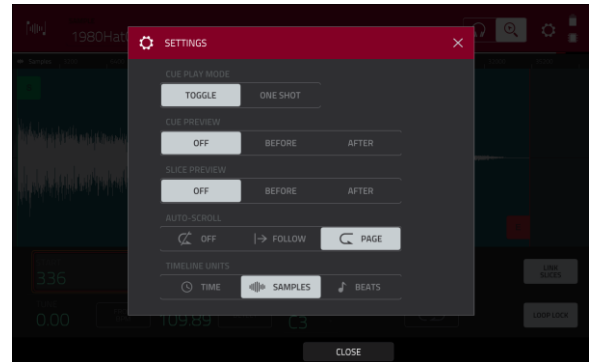 1980Hatf
SETTINGS
CUE PLAY MODE
TOGGLE ONE SHOT
CUE PREVIEW
OFF BEFORE AFTER
SLICE PREVIEW
OFF BEFORE AFTER
AUTO-SCROLL
OFF FOLLOW PAGE
TIMELINE UNITS
TIME SAMPLES BEATS
336
LINK SLICES
0.00 109.89 C3
LOOP LOCK
CLOSE